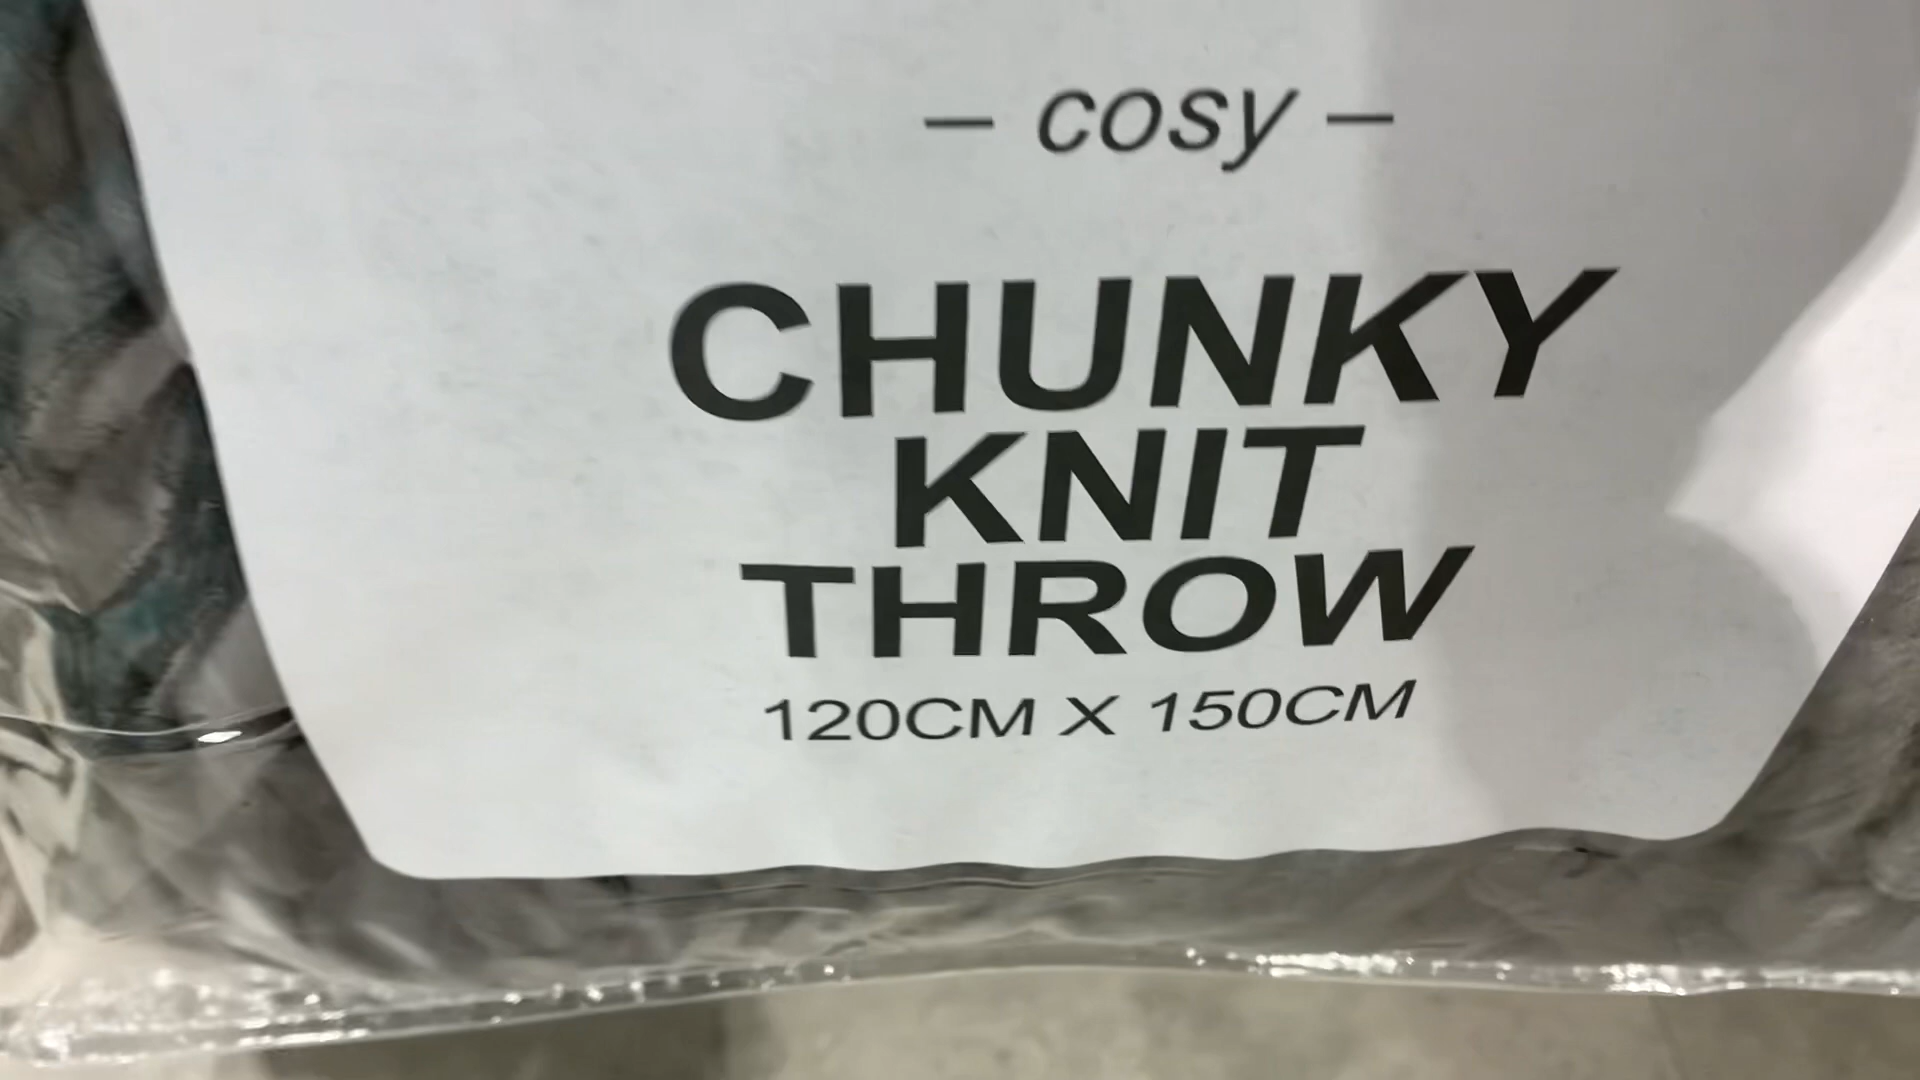 – cosy –
CHUNKY
KNIT
THROW
120CM X 150CM